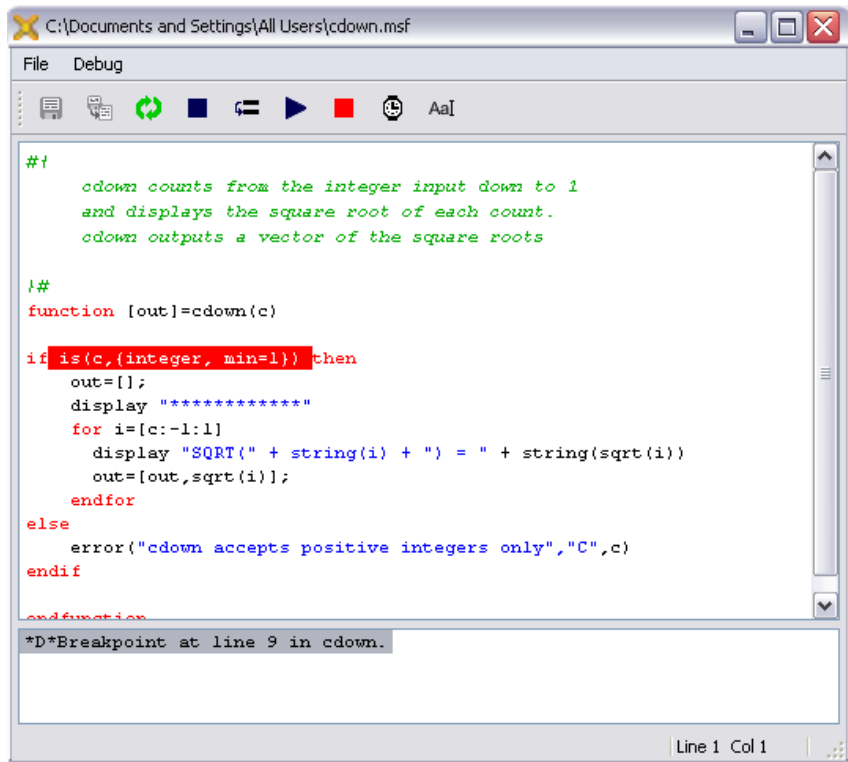 C:\Documents and Settings\All Users\cdown.msf
File Debug
AaI
#{
cdown counts from the integer input down to 1
and displays the square root of each count.
cdown outputs a vector of the square roots
}#
function [out]=cdown(c)
if is(c,{integer, min=1}) then
out=[];
display "************"
for i=[c:-1:1]
display "SQRT(" + string(i) + ") = " + string(sqrt(i))
out=[out,sqrt(i)];
endfor
else
error("cdown accepts positive integers only","C",c)
endif
endfunction
*D*Breakpoint at line 9 in cdown.
Line 1 Col 1